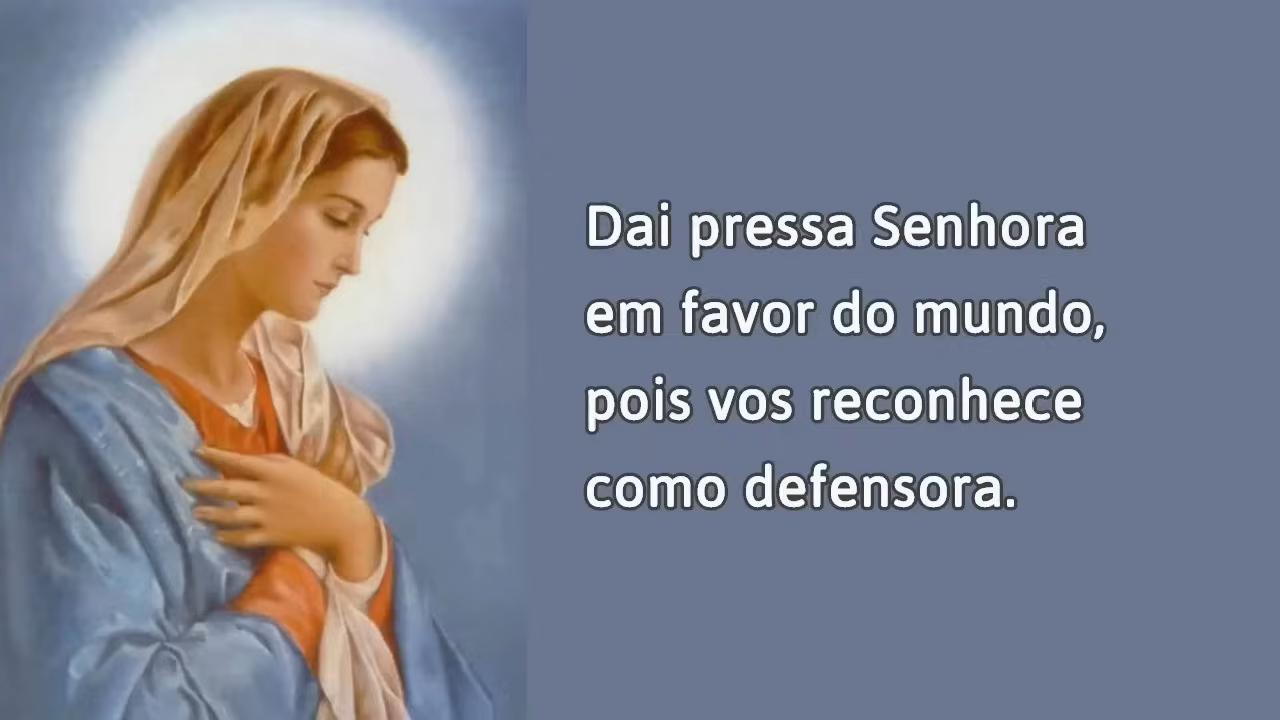 Dai pressa Senhora
em favor do mundo,
pois vos reconhece
como defensora.